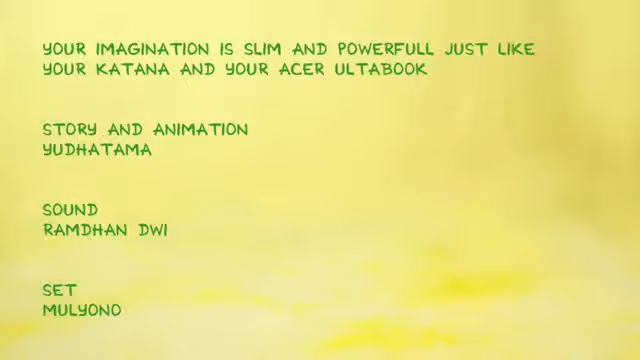 YOUR IMAGINATION IS SLIM AND POWERFULL JUST LIKE
YOUR KATANA AND YOUR ACER ULTABOOK
STORY AND ANIMATION
YUDHATAMA
SOUND
RAMDHAN DWI
SET
MULYONO